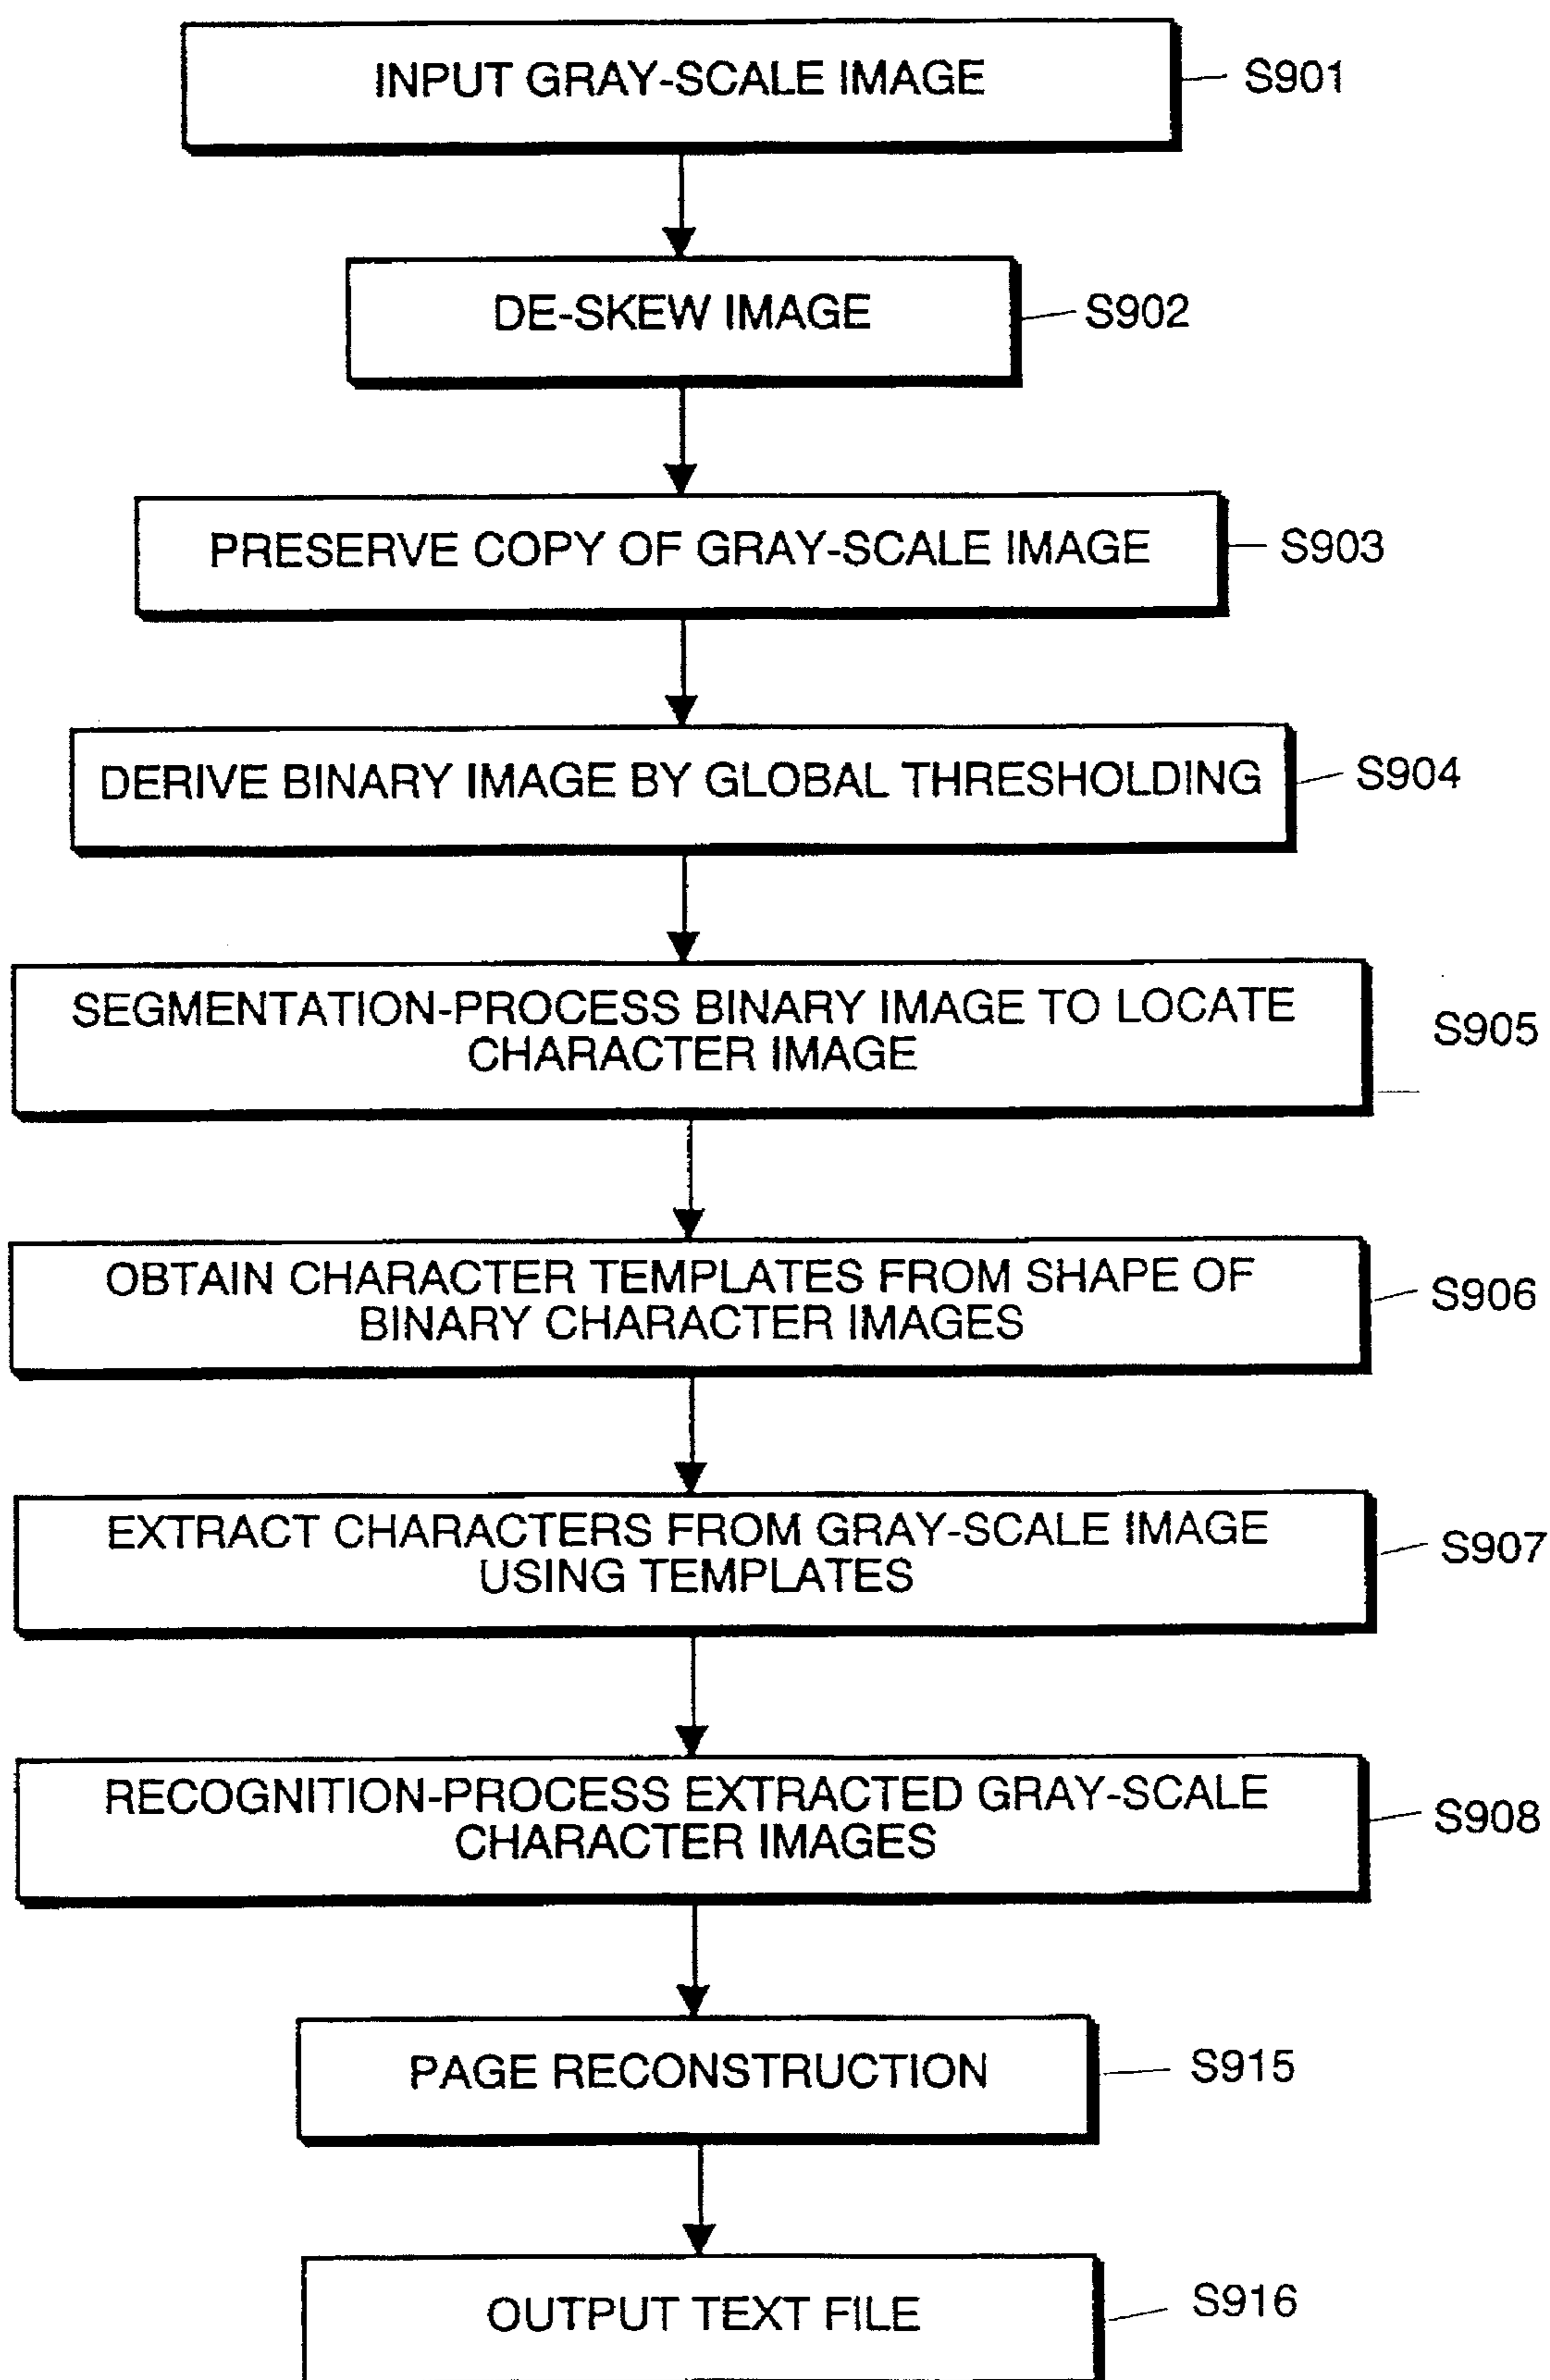 INPUT GRAY-SCALE IMAGE
S901
DE-SKEW IMAGE
S902
PRESERVE COPY OF GRAY-SCALE IMAGE
S903
DERIVE BINARY IMAGE BY GLOBAL THRESHOLDING
S904
SEGMENTATION-PROCESS BINARY IMAGE TO LOCATE
CHARACTER IMAGE
S905
OBTAIN CHARACTER TEMPLATES FROM SHAPE OF
BINARY CHARACTER IMAGES
S906
EXTRACT CHARACTERS FROM GRAY-SCALE IMAGE
USING TEMPLATES
S907
RECOGNITION-PROCESS EXTRACTED GRAY-SCALE
CHARACTER IMAGES
S908
PAGE RECONSTRUCTION
S915
OUTPUT TEXT FILE
S916